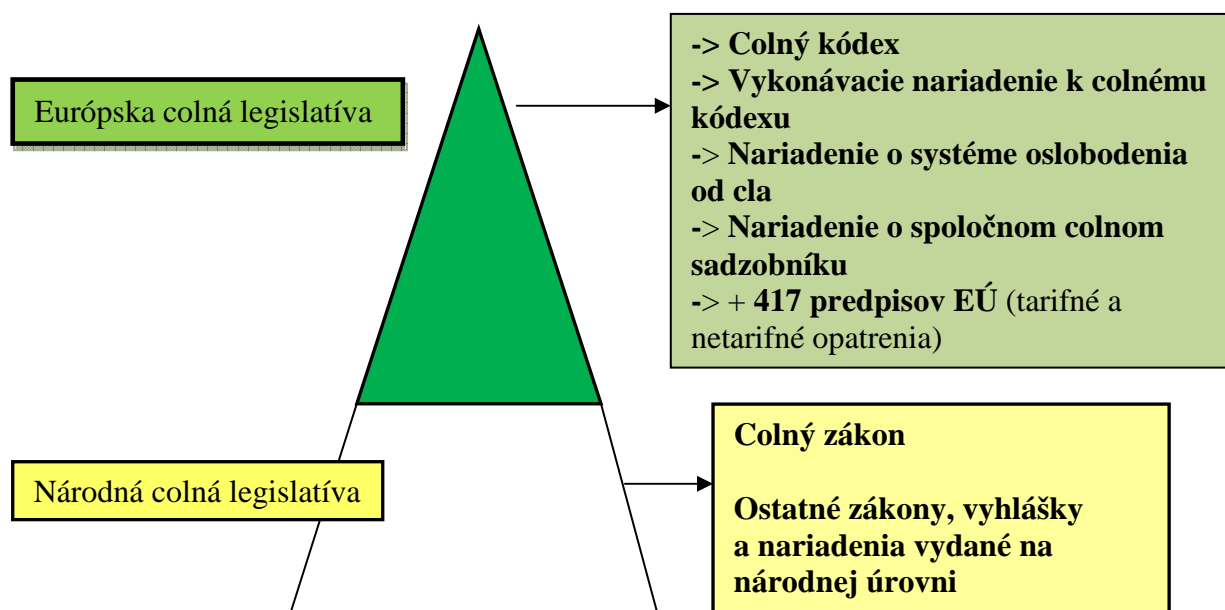 Európska colná legislatíva
-> Colný kódex
-> Vykonávacie nariadenie k colnému
kódexu
-> Nariadenie o systéme oslobodenia
od cla
-> Nariadenie o spoločnom colnom
sadzobníku
-> + 417 predpisov EÚ (tarifné a
netarifné opatrenia)
Národná colná legislatíva
Colný zákon
Ostatné zákony, vyhlášky
a nariadenia vydané na
národnej úrovni